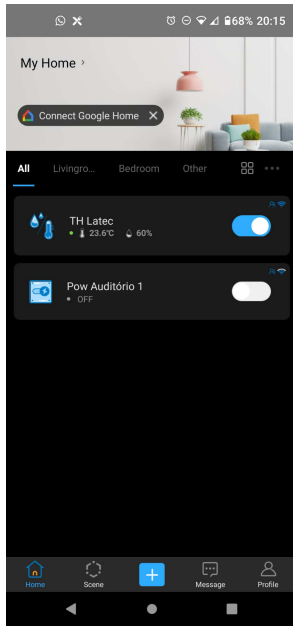 68% 20:15
My Home
Connect Google Home
All Livingro... Bedroom Other
TH Latec
23.6°C 60%
Pow Auditório 1
OFF
Home Scene Message Profile